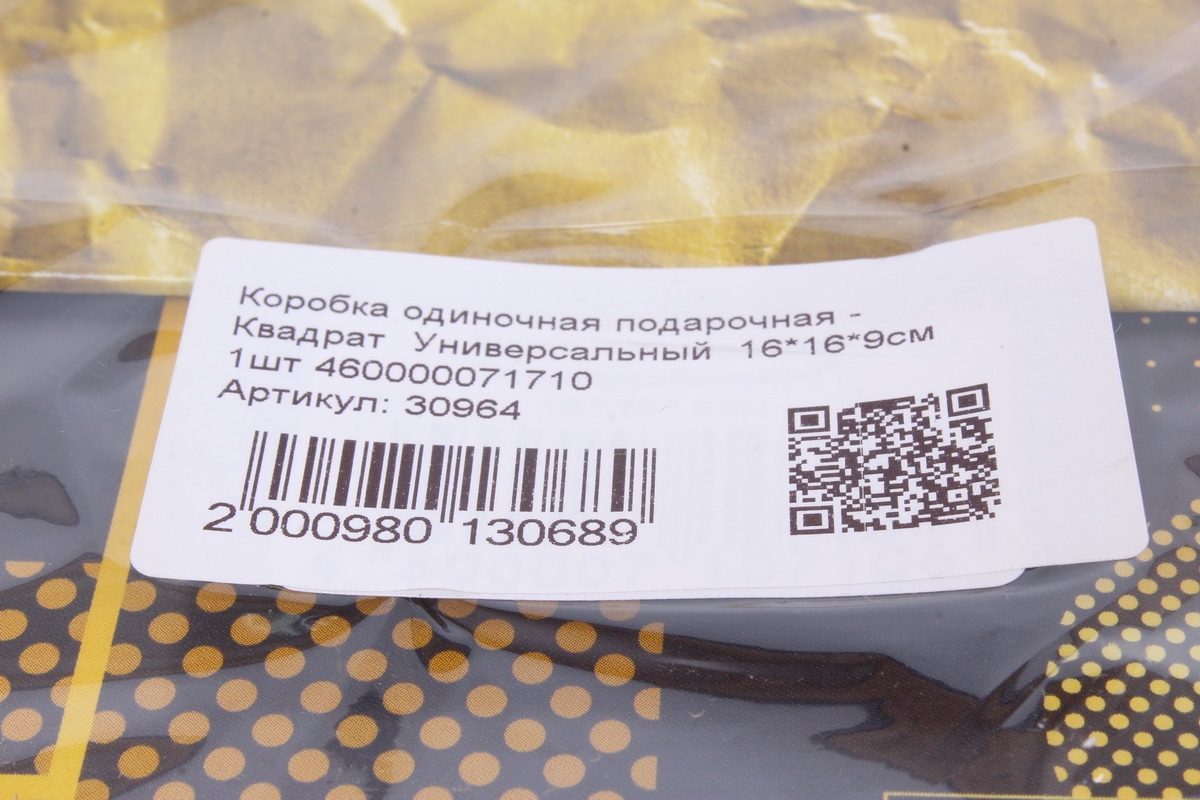 Коробка одиночная подарочная -
Квадрат Универсальный 16*16*9см
1шт 460000071710
Артикул: 30964
2 000980 130689